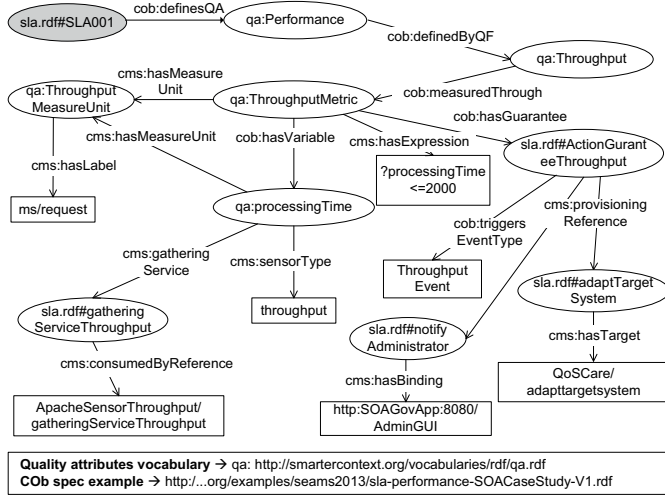 sla.rdf#SLA001
cob:definesQA
qa:Performance
cob:definedByQF
qa:Throughput
qa:Throughput
MeasureUnit
cms:hasMeasure
Unit
qa:ThroughputMetric
cob:measuredThrough
cob:hasGuarantee
cms:hasMeasureUnit
cob:hasVariable
cms:hasExpression
sla.rdf#ActionGurant
eeThroughput
cms:hasLabel
?processingTime
<=2000
ms/request
qa:processingTime
cms:provisioning
Reference
cob:triggers
EventType
cms:gathering
Service
cms:sensorType
Throughput
Event
sla.rdf#adaptTarget
System
sla.rdf#gathering
ServiceThroughput
throughput
sla.rdf#notify
Administrator
cms:hasTarget
cms:consumedByReference
cms:hasBinding
QoSCare/
adapttargetsystem
ApacheSensorThroughput/
gatheringServiceThroughput
http:SOAGovApp:8080/
AdminGUI
Quality attributes vocabulary → qa: http://smartercontext.org/vocabularies/rdf/qa.rdf
COb spec example → http:/...org/examples/seams2013/sla-performance-SOACaseStudy-V1.rdf